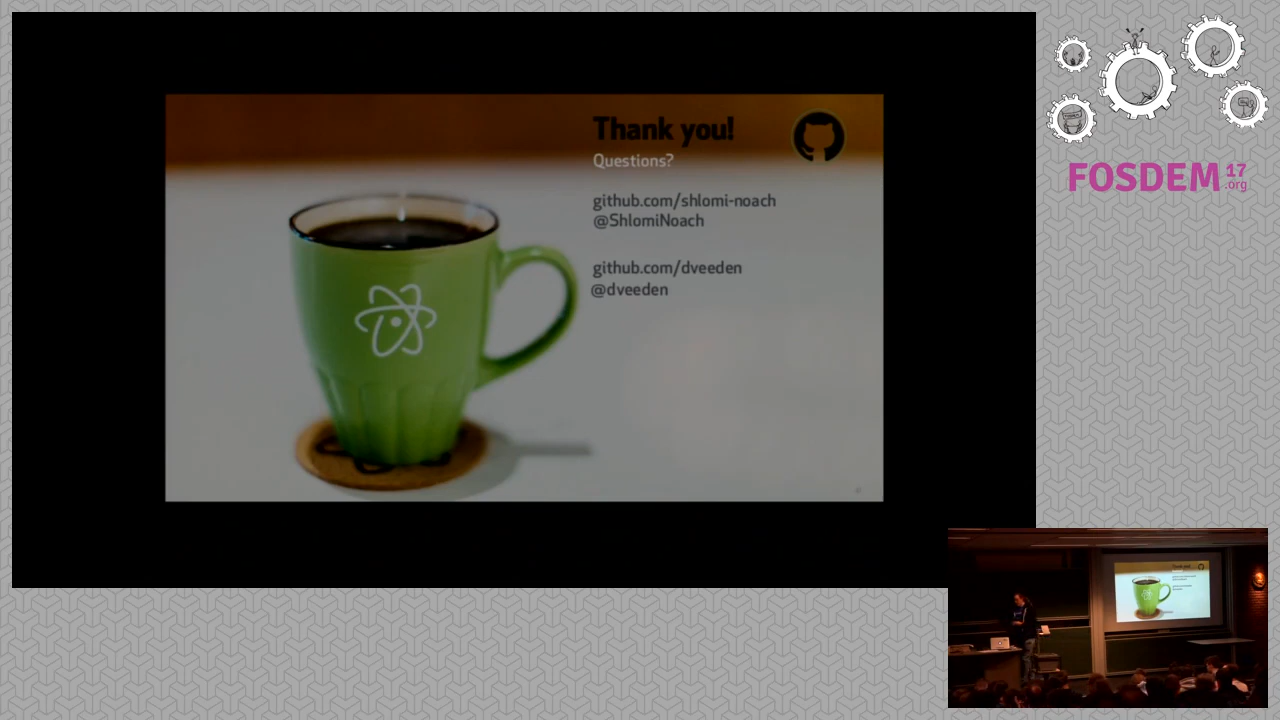 Thank you!
Questions?
github.com/shlomi-noach
@ShlomiNoach
github.com/dveeden
@dveeden
FOSDEM 17
.org